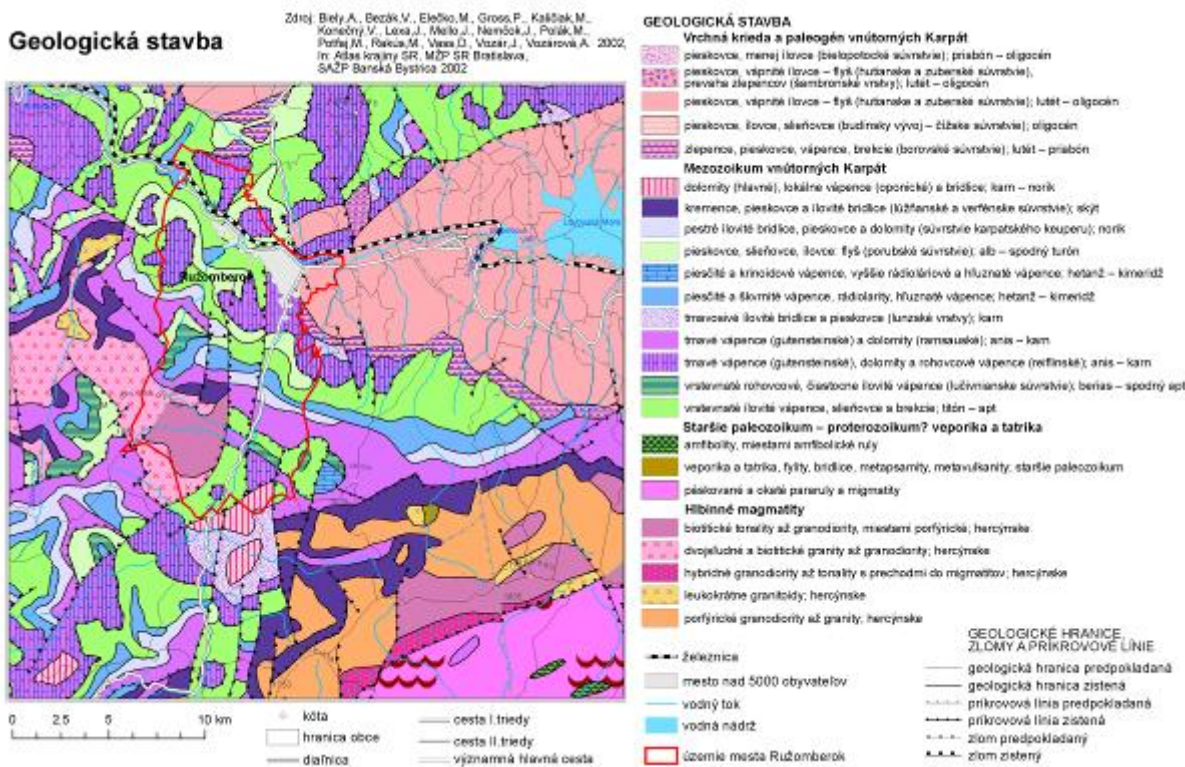 Geologická stavba
Zdroj: Biely,A., Bezák,V., Elečko,M., Gross,P., Kaličiak,M.,
Konečný,V., Lexa,J., Mello,J., Nemčok,J., Polák,M.,
Potfaj,M., Rakús,M., Vass,D., Vozár,J., Vozárová,A. 2002,
In: Atlas krajiny SR, MŽP SR Bratislava,
SAŽP Banská Bystrica 2002
Ružomberok
0 2.5 5 10 km
kóta
hranica obce
diaľnica
cesta I.triedy
cesta II.triedy
významná hlavná cesta
GEOLOGICKÁ STAVBA
Vrchná krieda a paleogén vnútorných Karpát
pieskovce, menej ílovce (bielopotocké súvrstvie); priabón – oligocén
pieskovce, vápnité ílovce – flyš (hutianske a zuberské súvrstvie),
prevaha zlepencov (šambronské vrstvy); lutét – oligocén
pieskovce, vápnité ílovce – flyš (hutianske a zuberské súvrstvie); lutét – oligocén
pieskovce, ílovce, slieňovce (budínsky vývoj – čížske súvrstvie); oligocén
zlepence, pieskovce, vápence, brekcie (borovské súvrstvie); lutét – priabón
Mezozoikum vnútorných Karpát
dolomity (hlavné), lokálne vápence (oponické) a bridlice; karn – norik
kremence, pieskovce a ílovité bridlice (lúžňanské a verfénske súvrstvie); skýt
pestré ílovité bridlice, pieskovce a dolomity (súvrstvie karpatského keuperu); norik
pieskovce, slieňovce, ílovce: flyš (porubské súvrstvie); alb – spodný turón
piesčité a krinoidové vápence, vyššie rádioláriové a hľuznaté vápence; hetanž – kimeridž
piesčité a škvrnité vápence, rádiolarity, hľuznaté vápence; hetanž – kimeridž
tmavosivé ílovité bridlice a pieskovce (lunzské vrstvy); karn
tmavé vápence (gutensteinské) a dolomity (ramsauské); anis – karn
tmavé vápence (gutensteinské), dolomity a rohovcové vápence (reiflinské); anis – karn
vrstevnaté rohovcové, čiastočne ílovité vápence (lučivnianske súvrstvie); berias – spodný apt
vrstevnaté ílovité vápence, slieňovce a brekcie; titón – apt
Staršie paleozoikum – proterozoikum? veporika a tatrika
amfibolity, miestami amfibolické ruly
veporika a tatrika, fylity, bridlice, metapsamity, metavulkanity; staršie paleozoikum
páskované a okaté pararuly a migmatity
Hlbinné magmatity
biotitické tonality až granodiority, miestami porfýrické; hercýnske
dvojsľudné a biotitické granity až granodiority; hercýnske
hybridné granodiority až tonality s prechodmi do migmatitov; hercýnske
leukokrátne granitoidy; hercýnske
porfýrické granodiority až granity, hercýnske
železnica
mesto nad 5000 obyvateľov
vodný tok
vodná nádrž
územie mesta Ružomberok
GEOLOGICKÉ HRANICE,
ZLOMY A PRÍKROVOVÉ LÍNIE
geologická hranica predpokladaná
geologická hranica zistená
príkrovová línia predpokladaná
príkrovová línia zistená
zlom predpokladaný
zlom zistený